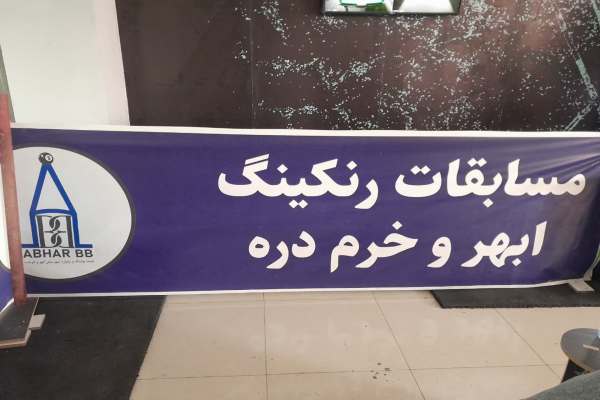 مسابقات رنکینگ
ابهر و خرم دره
ABHAR BB